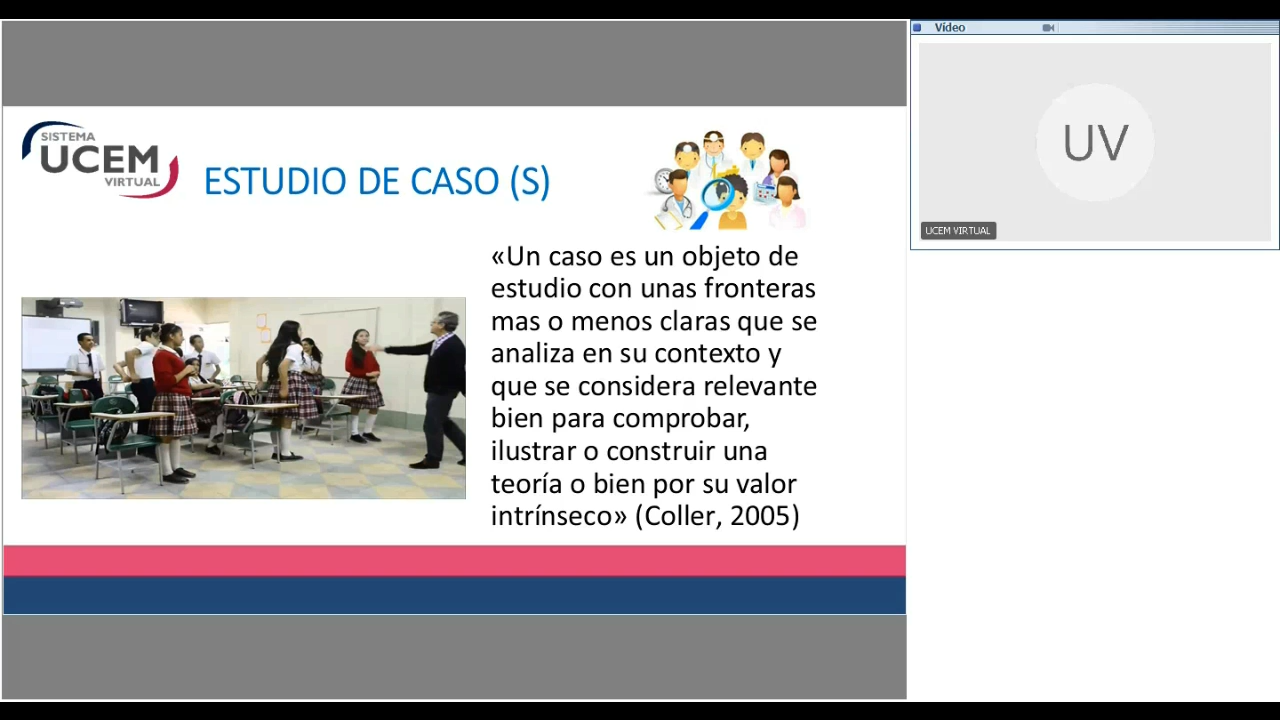 SISTEMA
UCEM
VIRTUAL
ESTUDIO DE CASO (S)
«Un caso es un objeto de
estudio con unas fronteras
mas o menos claras que se
analiza en su contexto y
que se considera relevante
bien para comprobar,
ilustrar o construir una
teoría o bien por su valor
intrínseco» (Coller, 2005)
Vídeo
UV
UCEM VIRTUAL